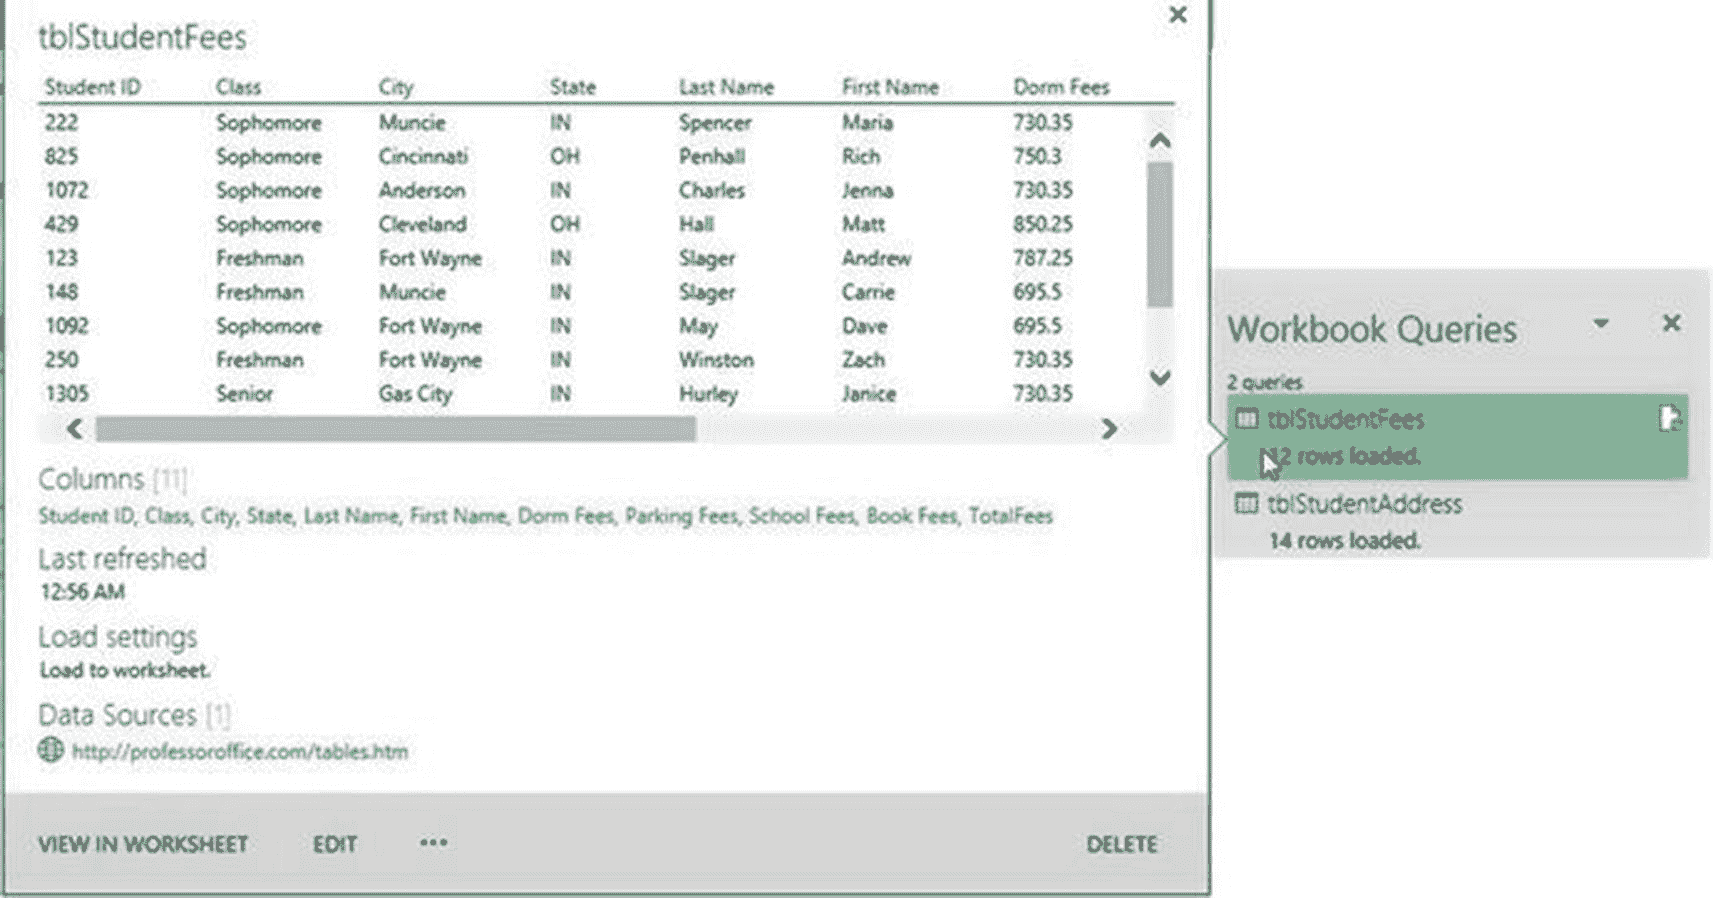 tblStudentFees
Student ID Class City State Last Name First Name Dorm Fees
222 Sophomore Muncie IN Spencer Maria 730.35
825 Sophomore Cincinnati OH Penhall Rich 750.3
1072 Sophomore Anderson IN Charles Jenna 730.35
429 Sophomore Cleveland OH Hall Matt 850.25
123 Freshman Fort Wayne IN Slager Andrew 787.25
148 Freshman Muncie IN Slager Carrie 695.5
1092 Sophomore Fort Wayne IN May Dave 695.5
250 Freshman Fort Wayne IN Winston Zach 730.35
1305 Senior Gas City IN Hurley Janice 730.35
Columns [11]
Student ID, Class, City, State, Last Name, First Name, Dorm Fees, Parking Fees, School Fees, Book Fees, TotalFees
Last refreshed
12:56 AM
Load settings
Load to worksheet.
Data Sources [1]
http://professoroffice.com/tables.htm
VIEW IN WORKSHEET EDIT ••• DELETE
Workbook Queries
2 queries
tblStudentFees
12 rows loaded.
tblStudentAddress
14 rows loaded.